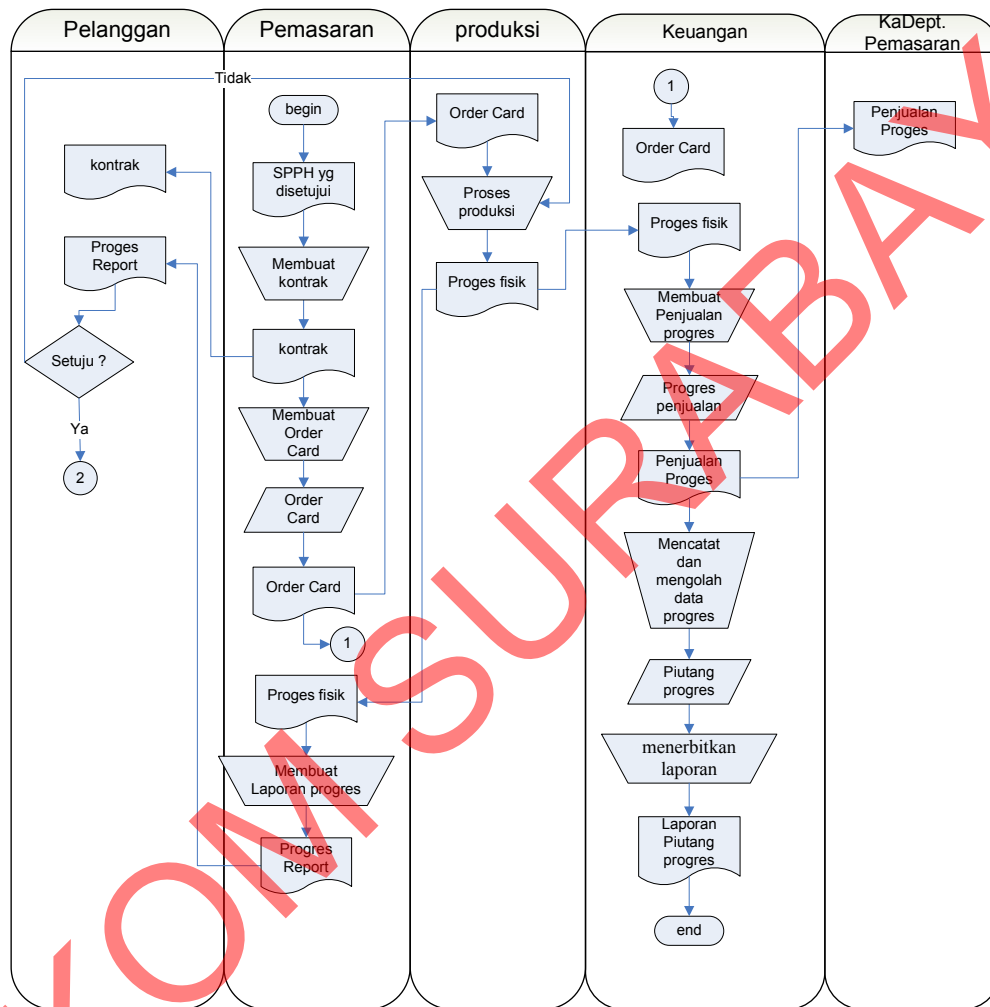 Pelanggan
Pemasaran
produksi
Keuangan
KaDept.
Pemasaran
Tidak
kontrak
Proges
Report
Setuju ?
Ya
2
begin
SPPH yg
disetujui
Membuat
kontrak
kontrak
Membuat
Order
Card
Order
Card
Order Card
1
Proges fisik
Membuat
Laporan progres
Progres
Report
Order Card
Proses
produksi
Proges fisik
1
Order Card
Proges fisik
Membuat
Penjualan
progres
Progres
penjualan
Penjualan
Proges
Mencatat
dan
mengolah
data
progres
Piutang
progres
menerbitkan
laporan
Laporan
Piutang
progres
end
Penjualan
Proges
KOM SURABAY